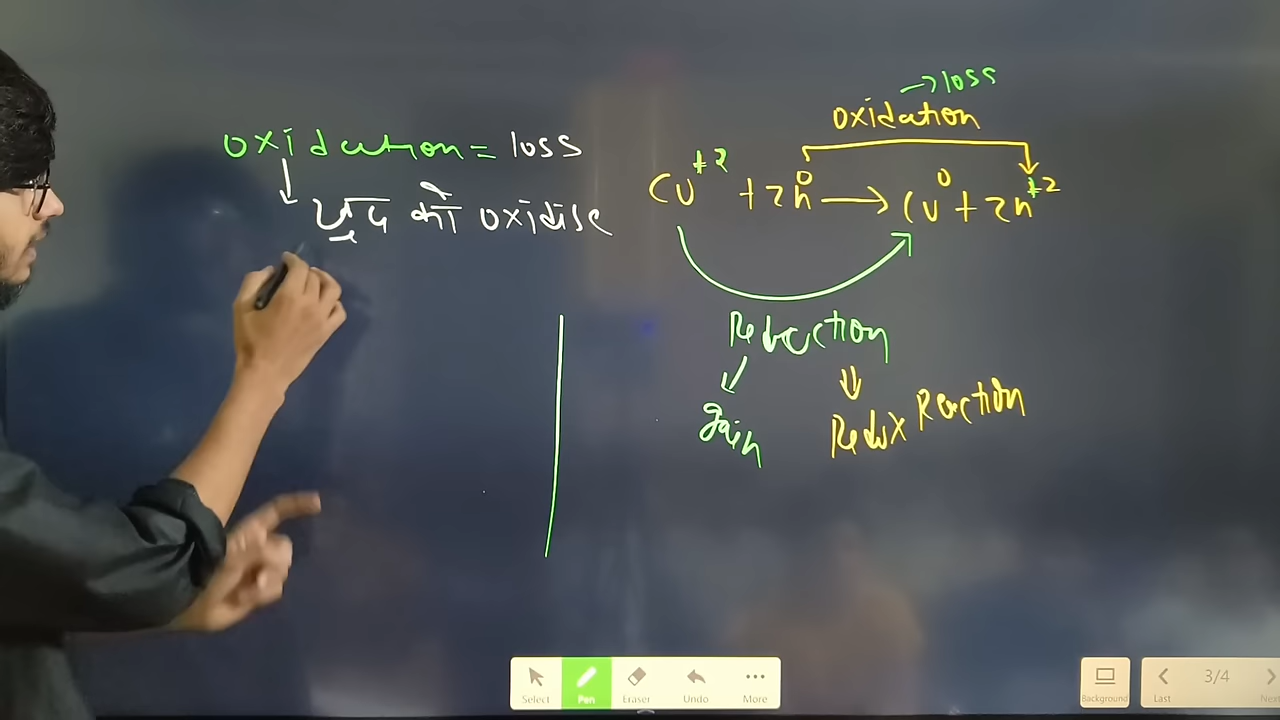 oxidation = loss
को oxidise
→ loss
oxidation
Cu+2 + Zn0 → Cu0 + Zn+2
Reduction
gain
Redox Reaction
Select Pen Eraser Undo More
Background
Last 3/4 Next